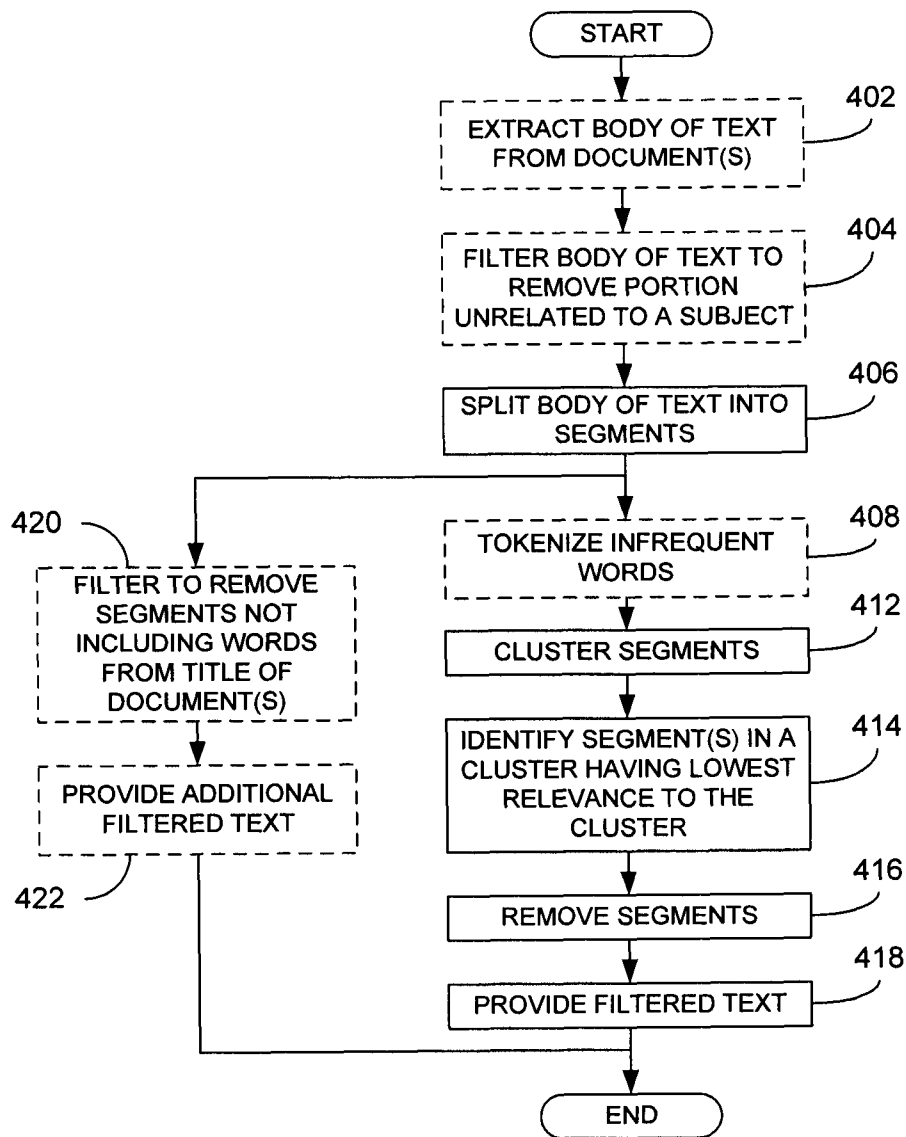 START
402
EXTRACT BODY OF TEXT
FROM DOCUMENT(S)
404
FILTER BODY OF TEXT TO
REMOVE PORTION
UNRELATED TO A SUBJECT
406
SPLIT BODY OF TEXT INTO
SEGMENTS
420
FILTER TO REMOVE
SEGMENTS NOT
INCLUDING WORDS
FROM TITLE OF
DOCUMENT(S)
PROVIDE ADDITIONAL
FILTERED TEXT
422
408
TOKENIZE INFREQUENT
WORDS
412
CLUSTER SEGMENTS
414
IDENTIFY SEGMENT(S) IN A
CLUSTER HAVING LOWEST
RELEVANCE TO THE
CLUSTER
416
REMOVE SEGMENTS
418
PROVIDE FILTERED TEXT
END